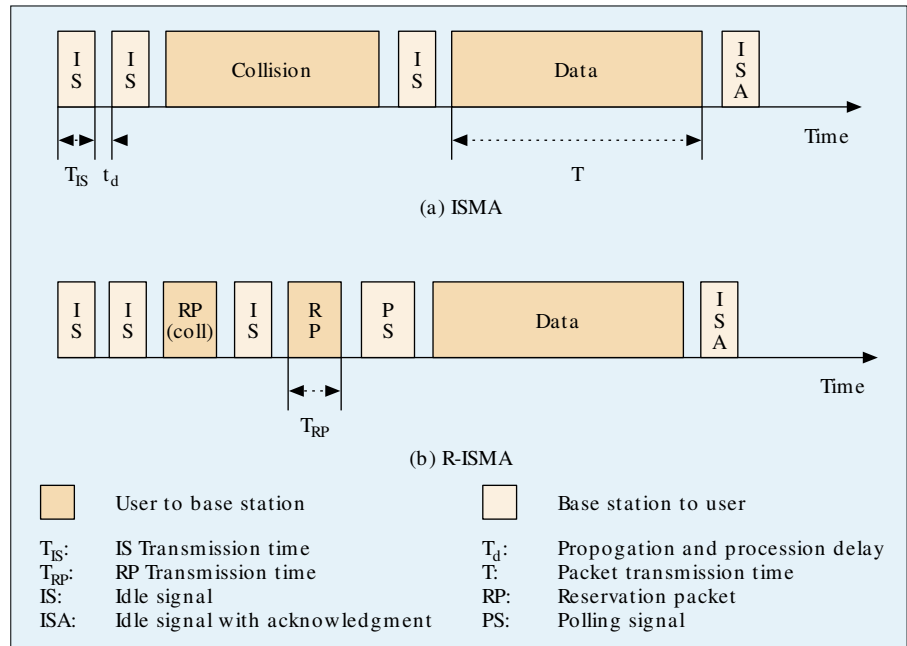 I S
I S
Collision
I S
Data
I S A
Time
T_IS
t_d
T
(a) ISMA
I S
I S
RP (coll)
I S
R P
P S
Data
I S A
Time
T_RP
(b) R-ISMA
User to base station
Base station to user
T_IS: IS Transmission time
T_d: Propogation and procession delay
T_RP: RP Transmission time
T: Packet transmission time
IS: Idle signal
RP: Reservation packet
ISA: Idle signal with acknowledgment
PS: Polling signal